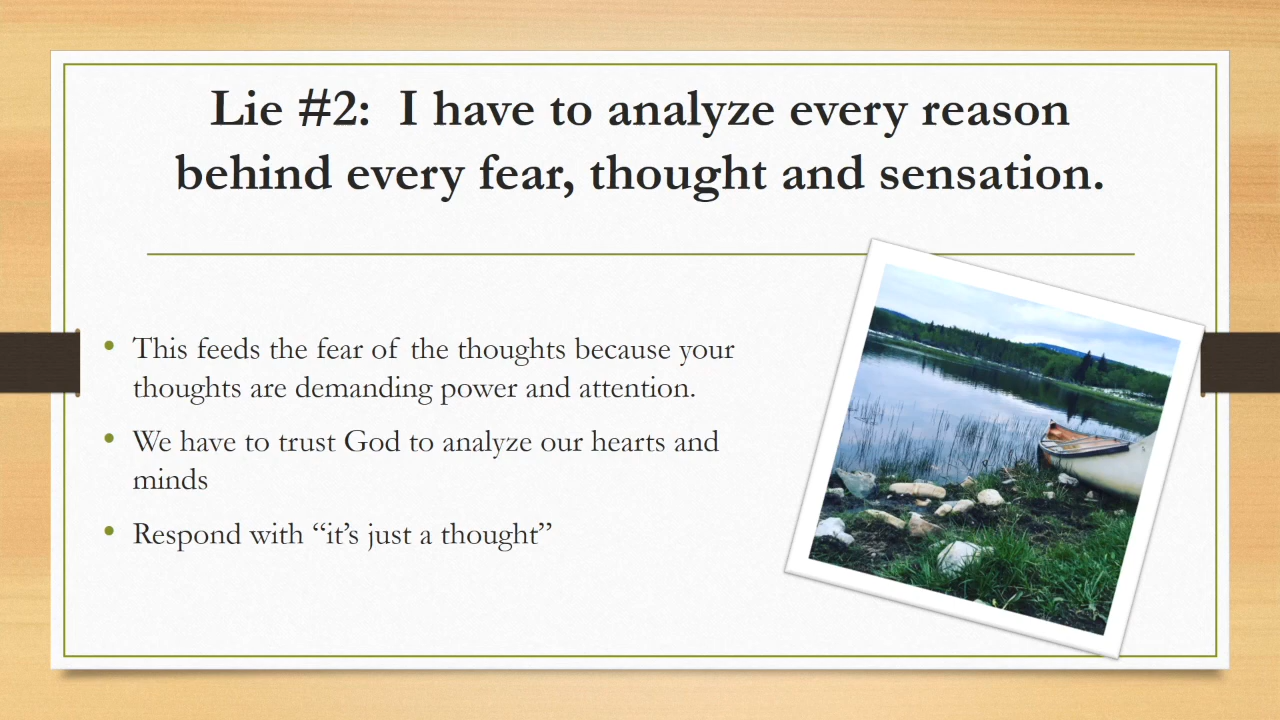 Lie #2:  I have to analyze every reason
behind every fear, thought and sensation.
• This feeds the fear of the thoughts because your
thoughts are demanding power and attention.
• We have to trust God to analyze our hearts and
minds
• Respond with “it’s just a thought”